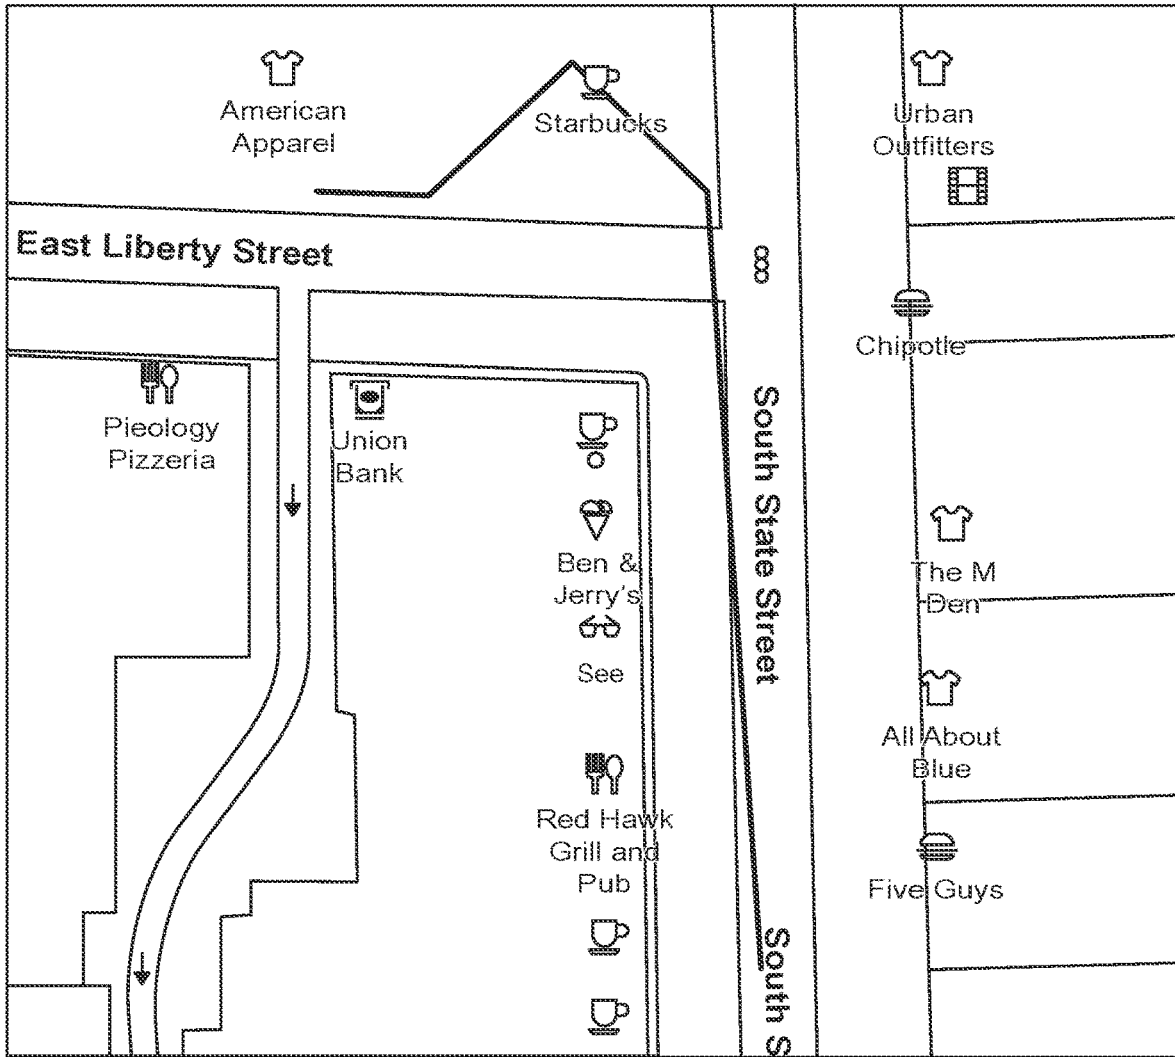 American
Apparel
Starbucks
Urban
Outfitters
East Liberty Street
Chipotle
Pieology
Pizzeria
Union
Bank
South State Street
Ben &
Jerry's
The M
Den
See
All About
Blue
Red Hawk
Grill and
Pub
Five Guys
South S